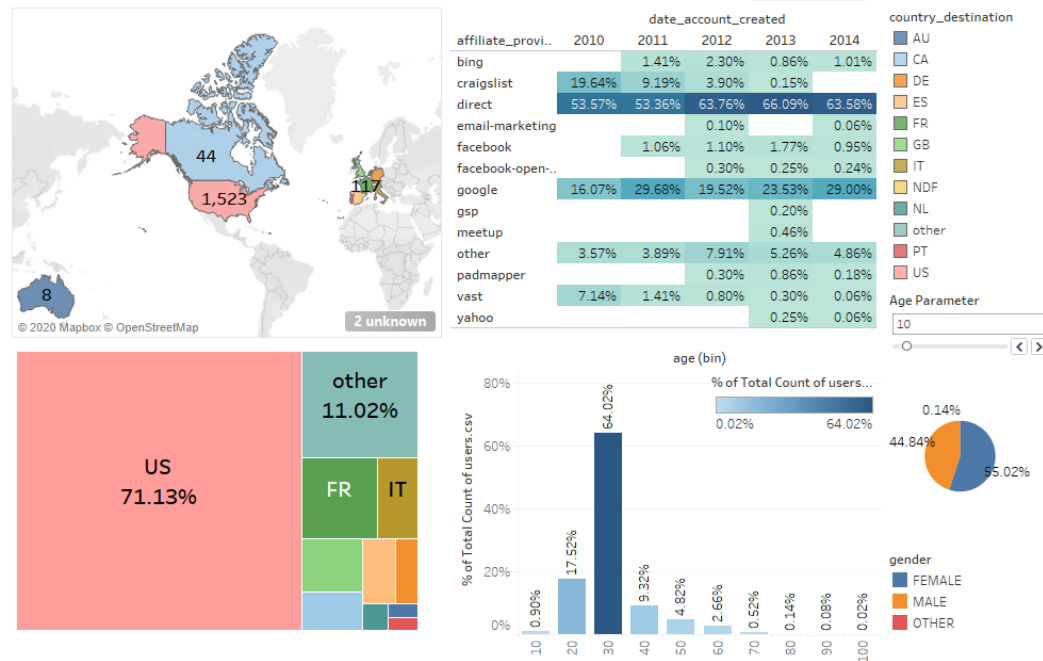 44
1,523
117
8
© 2020 Mapbox © OpenStreetMap
2 unknown
date_account_created
affiliate_provi.. 2010 2011 2012 2013 2014
bing 1.41% 2.30% 0.86% 1.01%
craigslist 19.64% 9.19% 3.90% 0.15%
direct 53.57% 53.36% 63.76% 66.09% 63.58%
email-marketing 0.10% 0.06%
facebook 1.06% 1.10% 1.77% 0.95%
facebook-open-.. 0.30% 0.25% 0.24%
google 16.07% 29.68% 19.52% 23.53% 29.00%
gsp 0.20%
meetup 0.46%
other 3.57% 3.89% 7.91% 5.26% 4.86%
padmapper 0.30% 0.86% 0.18%
vast 7.14% 1.41% 0.80% 0.30% 0.06%
yahoo 0.25% 0.06%
country_destination
AU
CA
DE
ES
FR
GB
IT
NDF
NL
other
PT
US
Age Parameter
10
US
71.13%
other
11.02%
FR
IT
age (bin)
% of Total Count of users...
0.02% 64.02%
% of Total Count of users.csv
80%
60%
40%
20%
0%
0.90%
17.52%
64.02%
9.32%
4.82%
2.66%
0.52%
0.14%
0.08%
0.02%
10 20 30 40 50 60 70 80 90 100
0.14%
44.84%
55.02%
gender
FEMALE
MALE
OTHER